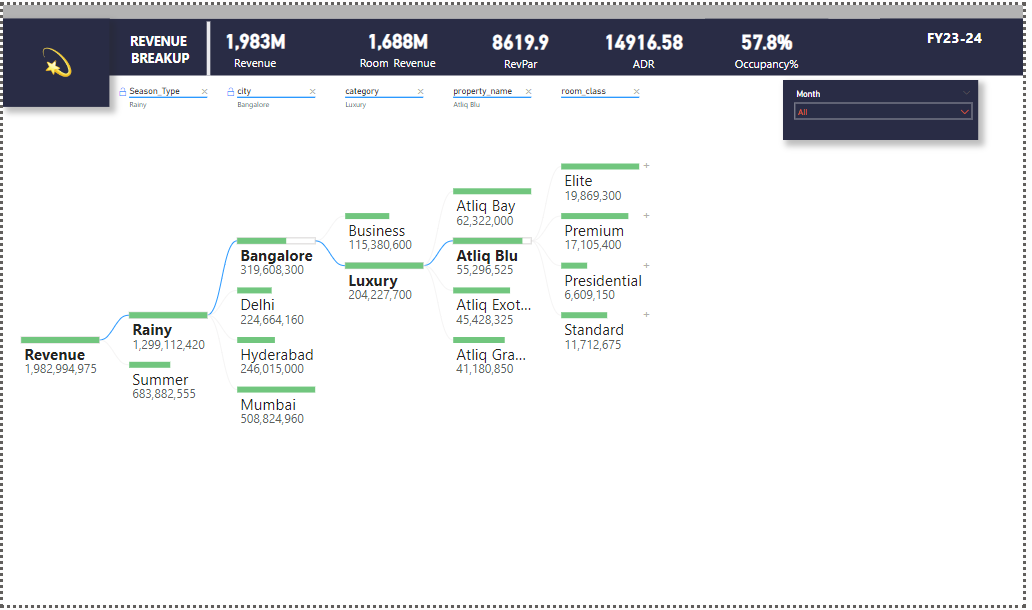 REVENUE
BREAKUP
1,983M
Revenue
1,688M
Room Revenue
8619.9
RevPar
14916.58
ADR
57.8%
Occupancy%
FY23-24
Season_Type
Rainy
city
Bangalore
category
Luxury
property_name
Atliq Blu
room_class
Month
All
Revenue
1,982,994,975
Rainy
1,299,112,420
Summer
683,882,555
Bangalore
319,608,300
Delhi
224,664,160
Hyderabad
246,015,000
Mumbai
508,824,960
Business
115,380,600
Luxury
204,227,700
Atliq Bay
62,322,000
Atliq Blu
55,296,525
Atliq Exot...
45,428,325
Atliq Gra...
41,180,850
Elite
19,869,300
Premium
17,105,400
Presidential
6,609,150
Standard
11,712,675